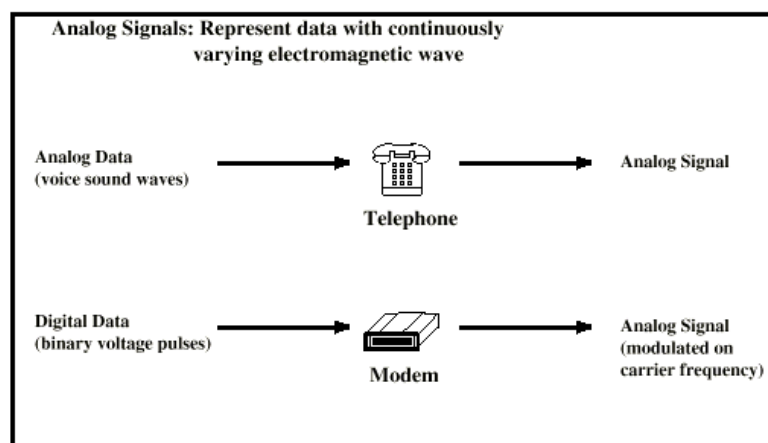 Analog Signals: Represent data with continuously
varying electromagnetic wave
Analog Data
(voice sound waves)
Analog Signal
Telephone
Digital Data
(binary voltage pulses)
Analog Signal
(modulated on
carrier frequency)
Modem